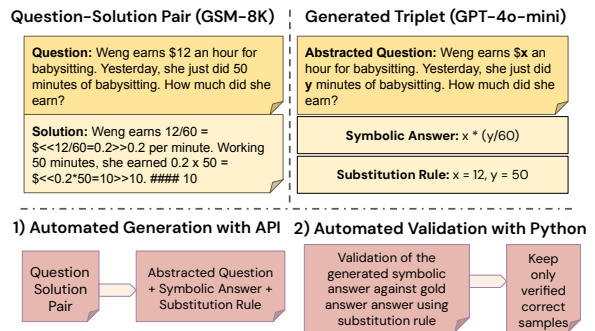 Question-Solution Pair (GSM-8K)
Question: Weng earns $12 an hour for
babysitting. Yesterday, she just did 50
minutes of babysitting. How much did she
earn?
Solution: Weng earns 12/60 =
$<<12/60=0.2>>0.2 per minute. Working
50 minutes, she earned 0.2 x 50 =
$<<0.2*50=10>>10. #### 10
Generated Triplet (GPT-4o-mini)
Abstracted Question: Weng earns $x an
hour for babysitting. Yesterday, she just did
y minutes of babysitting. How much did she
earn?
Symbolic Answer: x * (y/60)
Substitution Rule: x = 12, y = 50
1) Automated Generation with API
Question
Solution
Pair
Abstracted Question
+ Symbolic Answer +
Substitution Rule
2) Automated Validation with Python
Validation of the
generated symbolic
answer against gold
answer answer using
substitution rule
Keep
only
verified
correct
samples